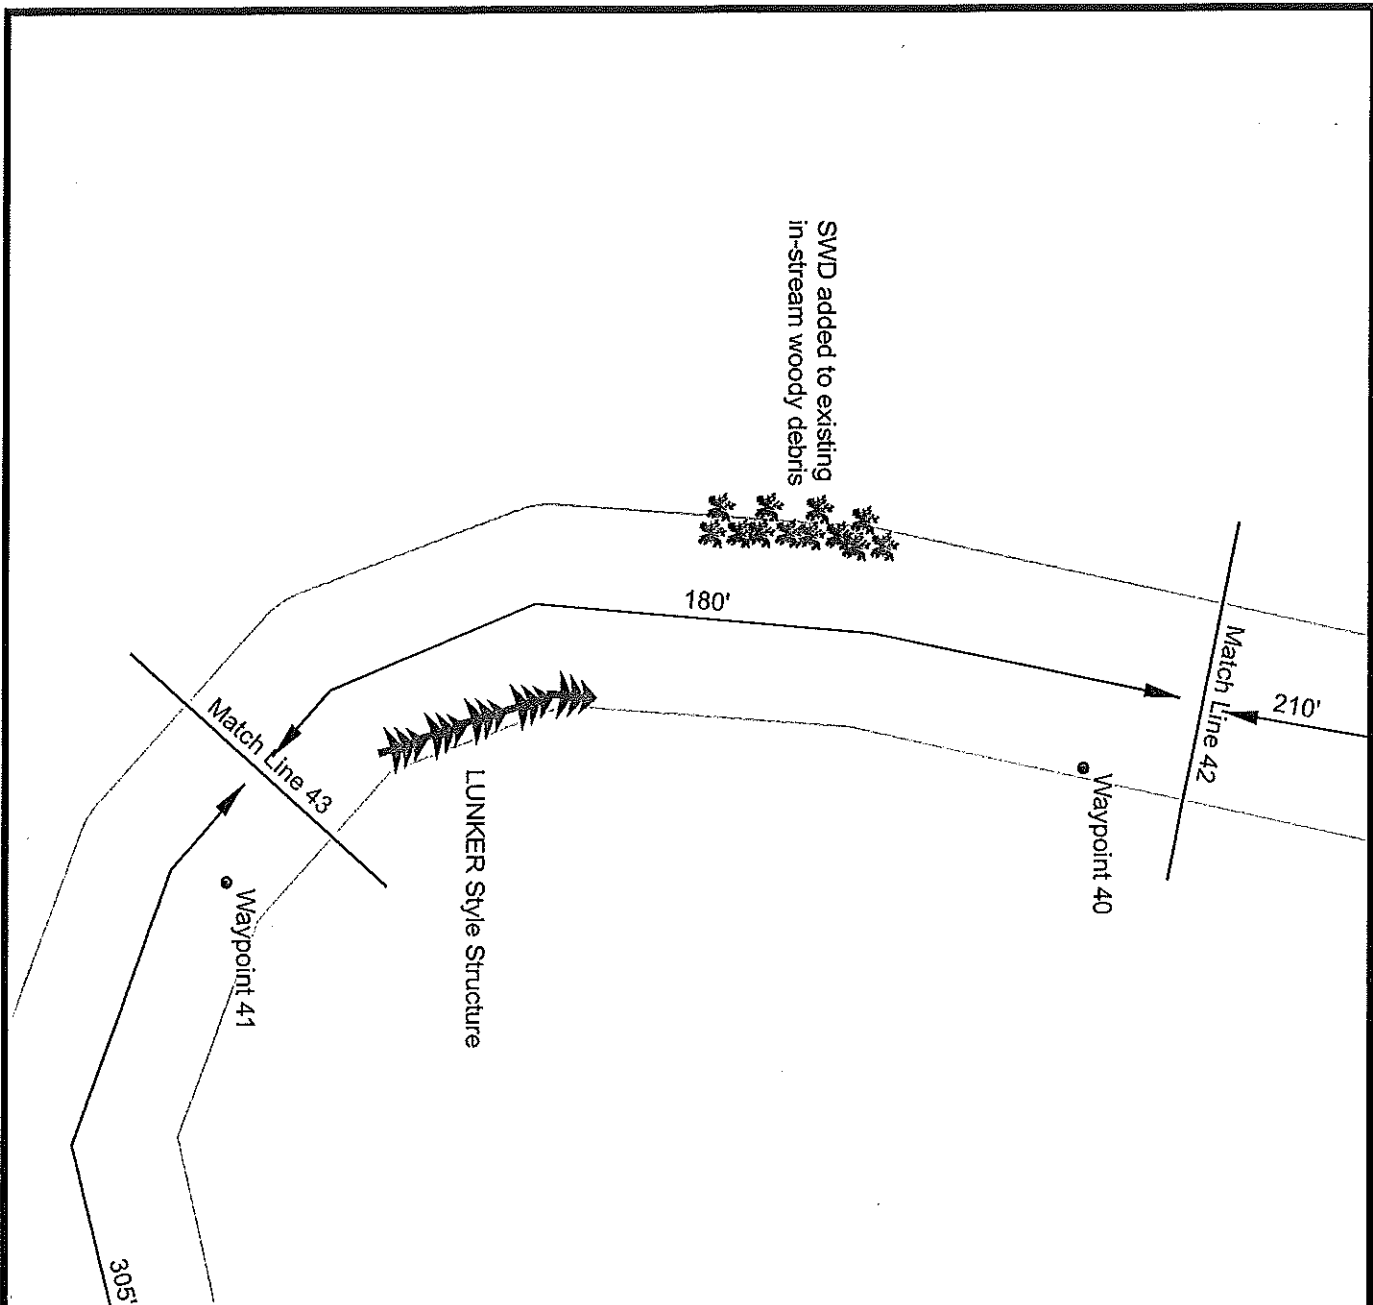 SWD added to existing
in-stream woody debris
180'
Match Line 42
210'
Waypoint 40
Match Line 43
LUNKER Style Structure
Waypoint 41
305'